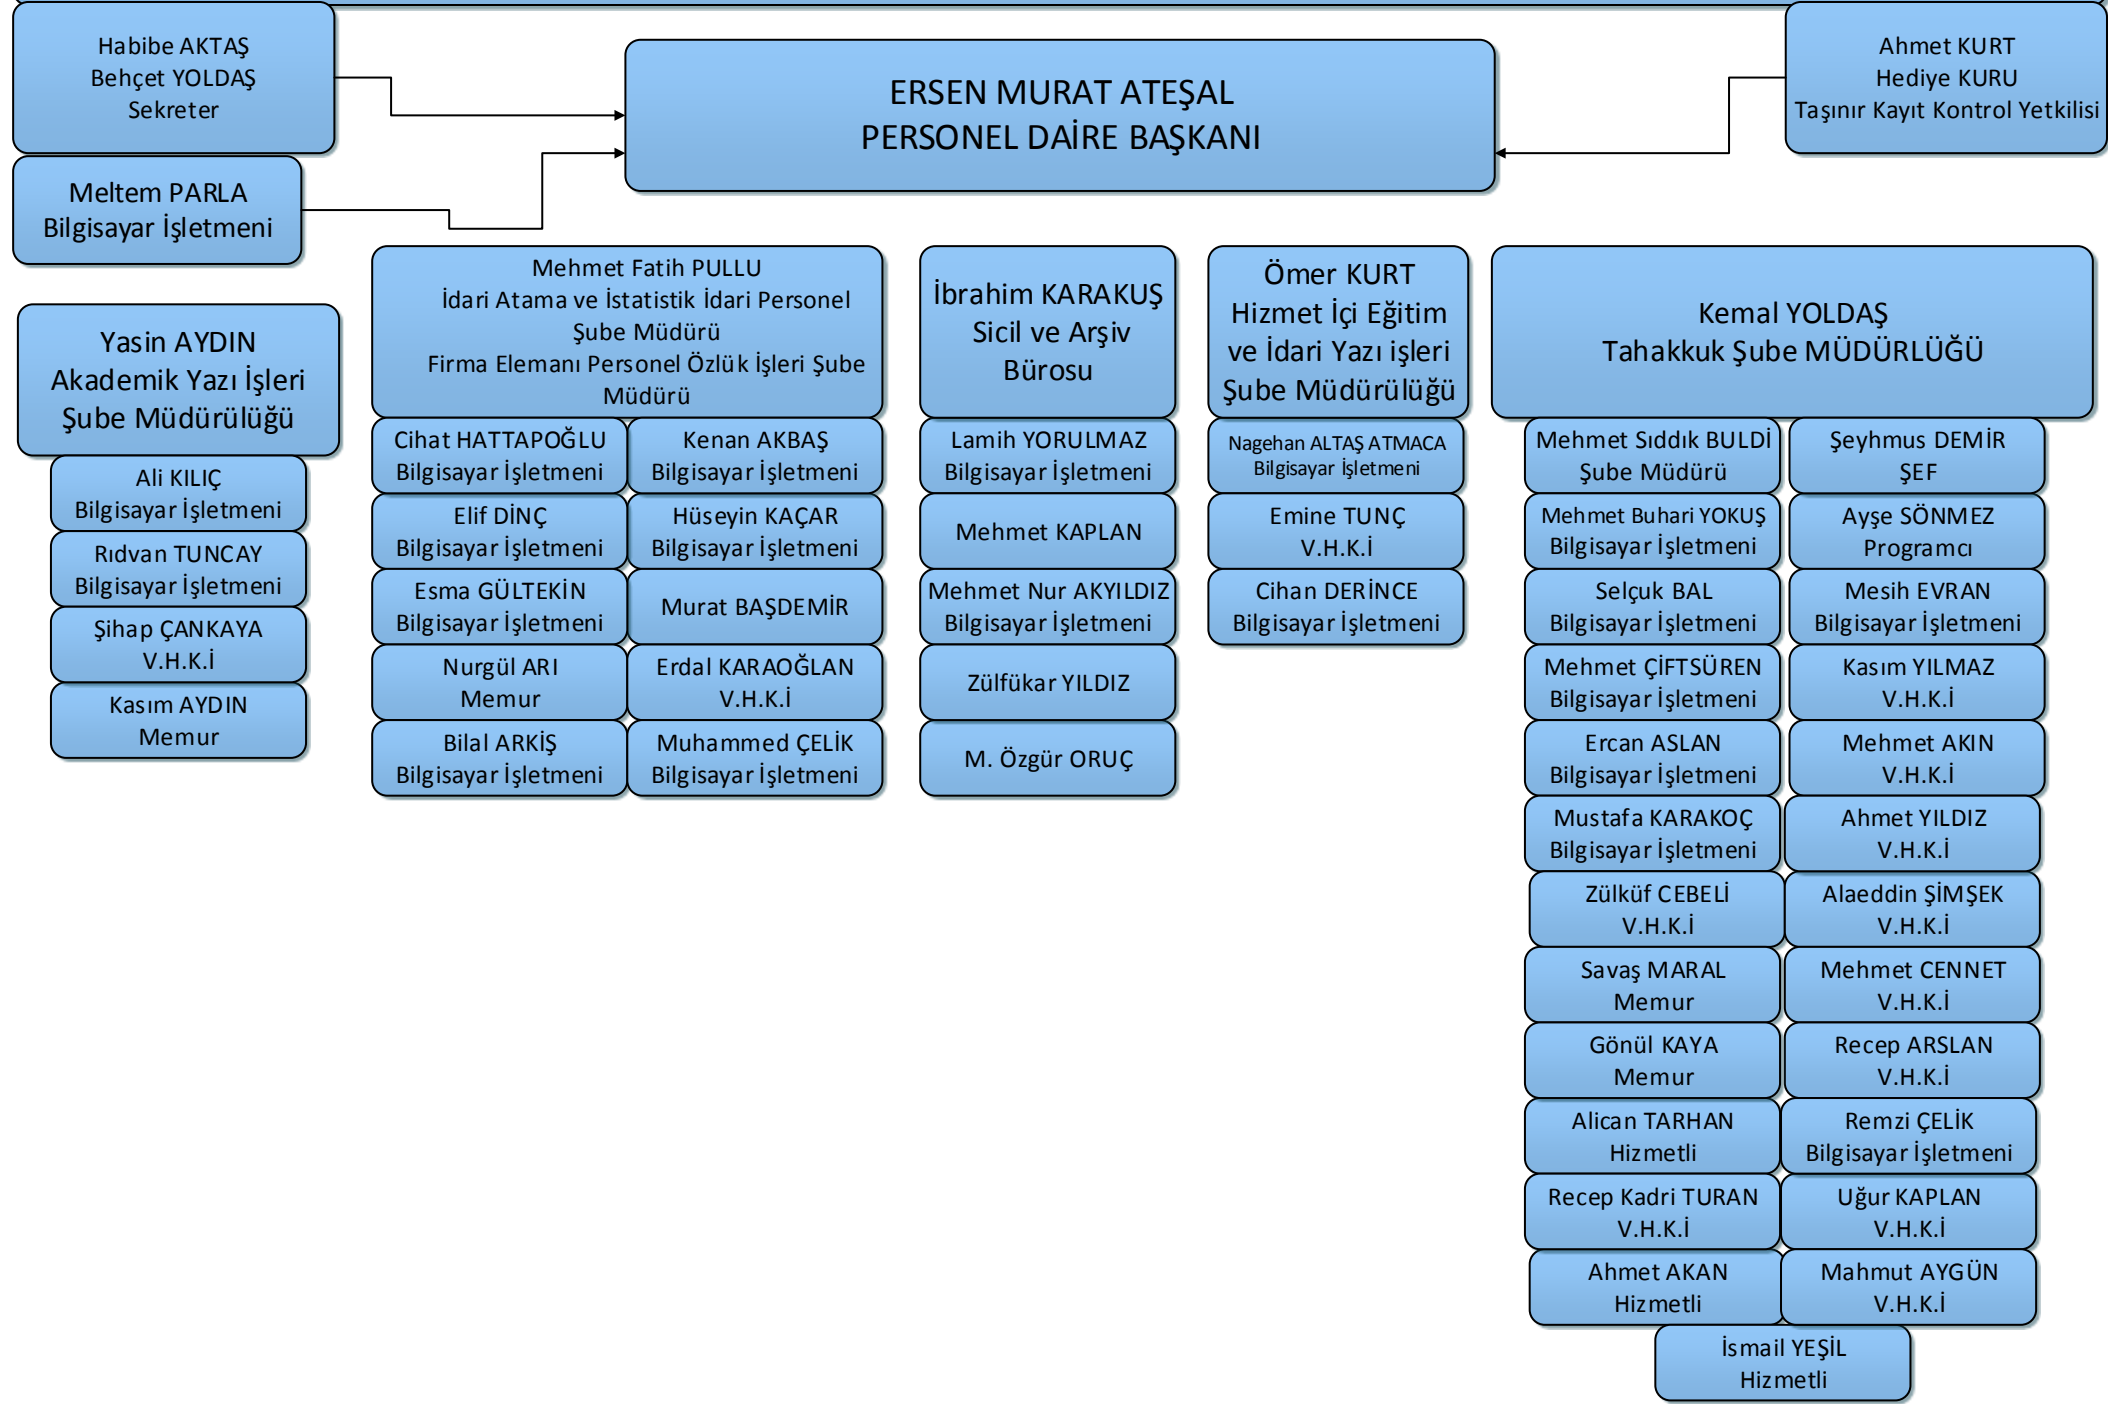 Habibe AKTAŞ
Behçet YOLDAŞ
Sekreter
ERSEN MURAT ATEŞAL
PERSONEL DAİRE BAŞKANI
Ahmet KURT
Hediye KURU
Taşınır Kayıt Kontrol Yetkilisi
Meltem PARLA
Bilgisayar İşletmeni
Yasin AYDIN
Akademik Yazı İşleri
Şube Müdürülüğü
Ali KILIÇ
Bilgisayar İşletmeni
Rıdvan TUNCAY
Bilgisayar İşletmeni
Şihap ÇANKAYA
V.H.K.İ
Kasım AYDIN
Memur
Mehmet Fatih PULLU
İdari Atama ve İstatistik İdari Personel
Şube Müdürü
Firma Elemanı Personel Özlük İşleri Şube
Müdürü
Cihat HATTAPOĞLU
Bilgisayar İşletmeni
Kenan AKBAŞ
Bilgisayar İşletmeni
Elif DİNÇ
Bilgisayar İşletmeni
Hüseyin KAÇAR
Bilgisayar İşletmeni
Esma GÜLTEKİN
Bilgisayar İşletmeni
Murat BAŞDEMİR
Nurgül ARI
Memur
Erdal KARAOĞLAN
V.H.K.İ
Bilal ARKİŞ
Bilgisayar İşletmeni
Muhammed ÇELİK
Bilgisayar İşletmeni
İbrahim KARAKUŞ
Sicil ve Arşiv
Bürosu
Lamih YORULMAZ
Bilgisayar İşletmeni
Mehmet KAPLAN
Mehmet Nur AKYILDIZ
Bilgisayar İşletmeni
Zülfükar YILDIZ
M. Özgür ORUÇ
Ömer KURT
Hizmet İçi Eğitim
ve İdari Yazı işleri
Şube Müdürülüğü
Nagehan ALTAŞ ATMACA
Bilgisayar İşletmeni
Emine TUNÇ
V.H.K.İ
Cihan DERİNCE
Bilgisayar İşletmeni
Kemal YOLDAŞ
Tahakkuk Şube MÜDÜRLÜĞÜ
Mehmet Sıddık BULDİ
Şube Müdürü
Şeyhmus DEMİR
ŞEF
Mehmet Buhari YOKUŞ
Bilgisayar İşletmeni
Ayşe SÖNMEZ
Programcı
Selçuk BAL
Bilgisayar İşletmeni
Mesih EVRAN
Bilgisayar İşletmeni
Mehmet ÇİFTSÜREN
Bilgisayar İşletmeni
Kasım YILMAZ
V.H.K.İ
Ercan ASLAN
Bilgisayar İşletmeni
Mehmet AKIN
V.H.K.İ
Mustafa KARAKOÇ
Bilgisayar İşletmeni
Ahmet YILDIZ
V.H.K.İ
Zülküf CEBELİ
V.H.K.İ
Alaeddin ŞİMŞEK
V.H.K.İ
Savaş MARAL
Memur
Mehmet CENNET
V.H.K.İ
Gönül KAYA
Memur
Recep ARSLAN
V.H.K.İ
Alican TARHAN
Hizmetli
Remzi ÇELİK
Bilgisayar İşletmeni
Recep Kadri TURAN
V.H.K.İ
Uğur KAPLAN
V.H.K.İ
Ahmet AKAN
Hizmetli
Mahmut AYGÜN
V.H.K.İ
İsmail YEŞİL
Hizmetli